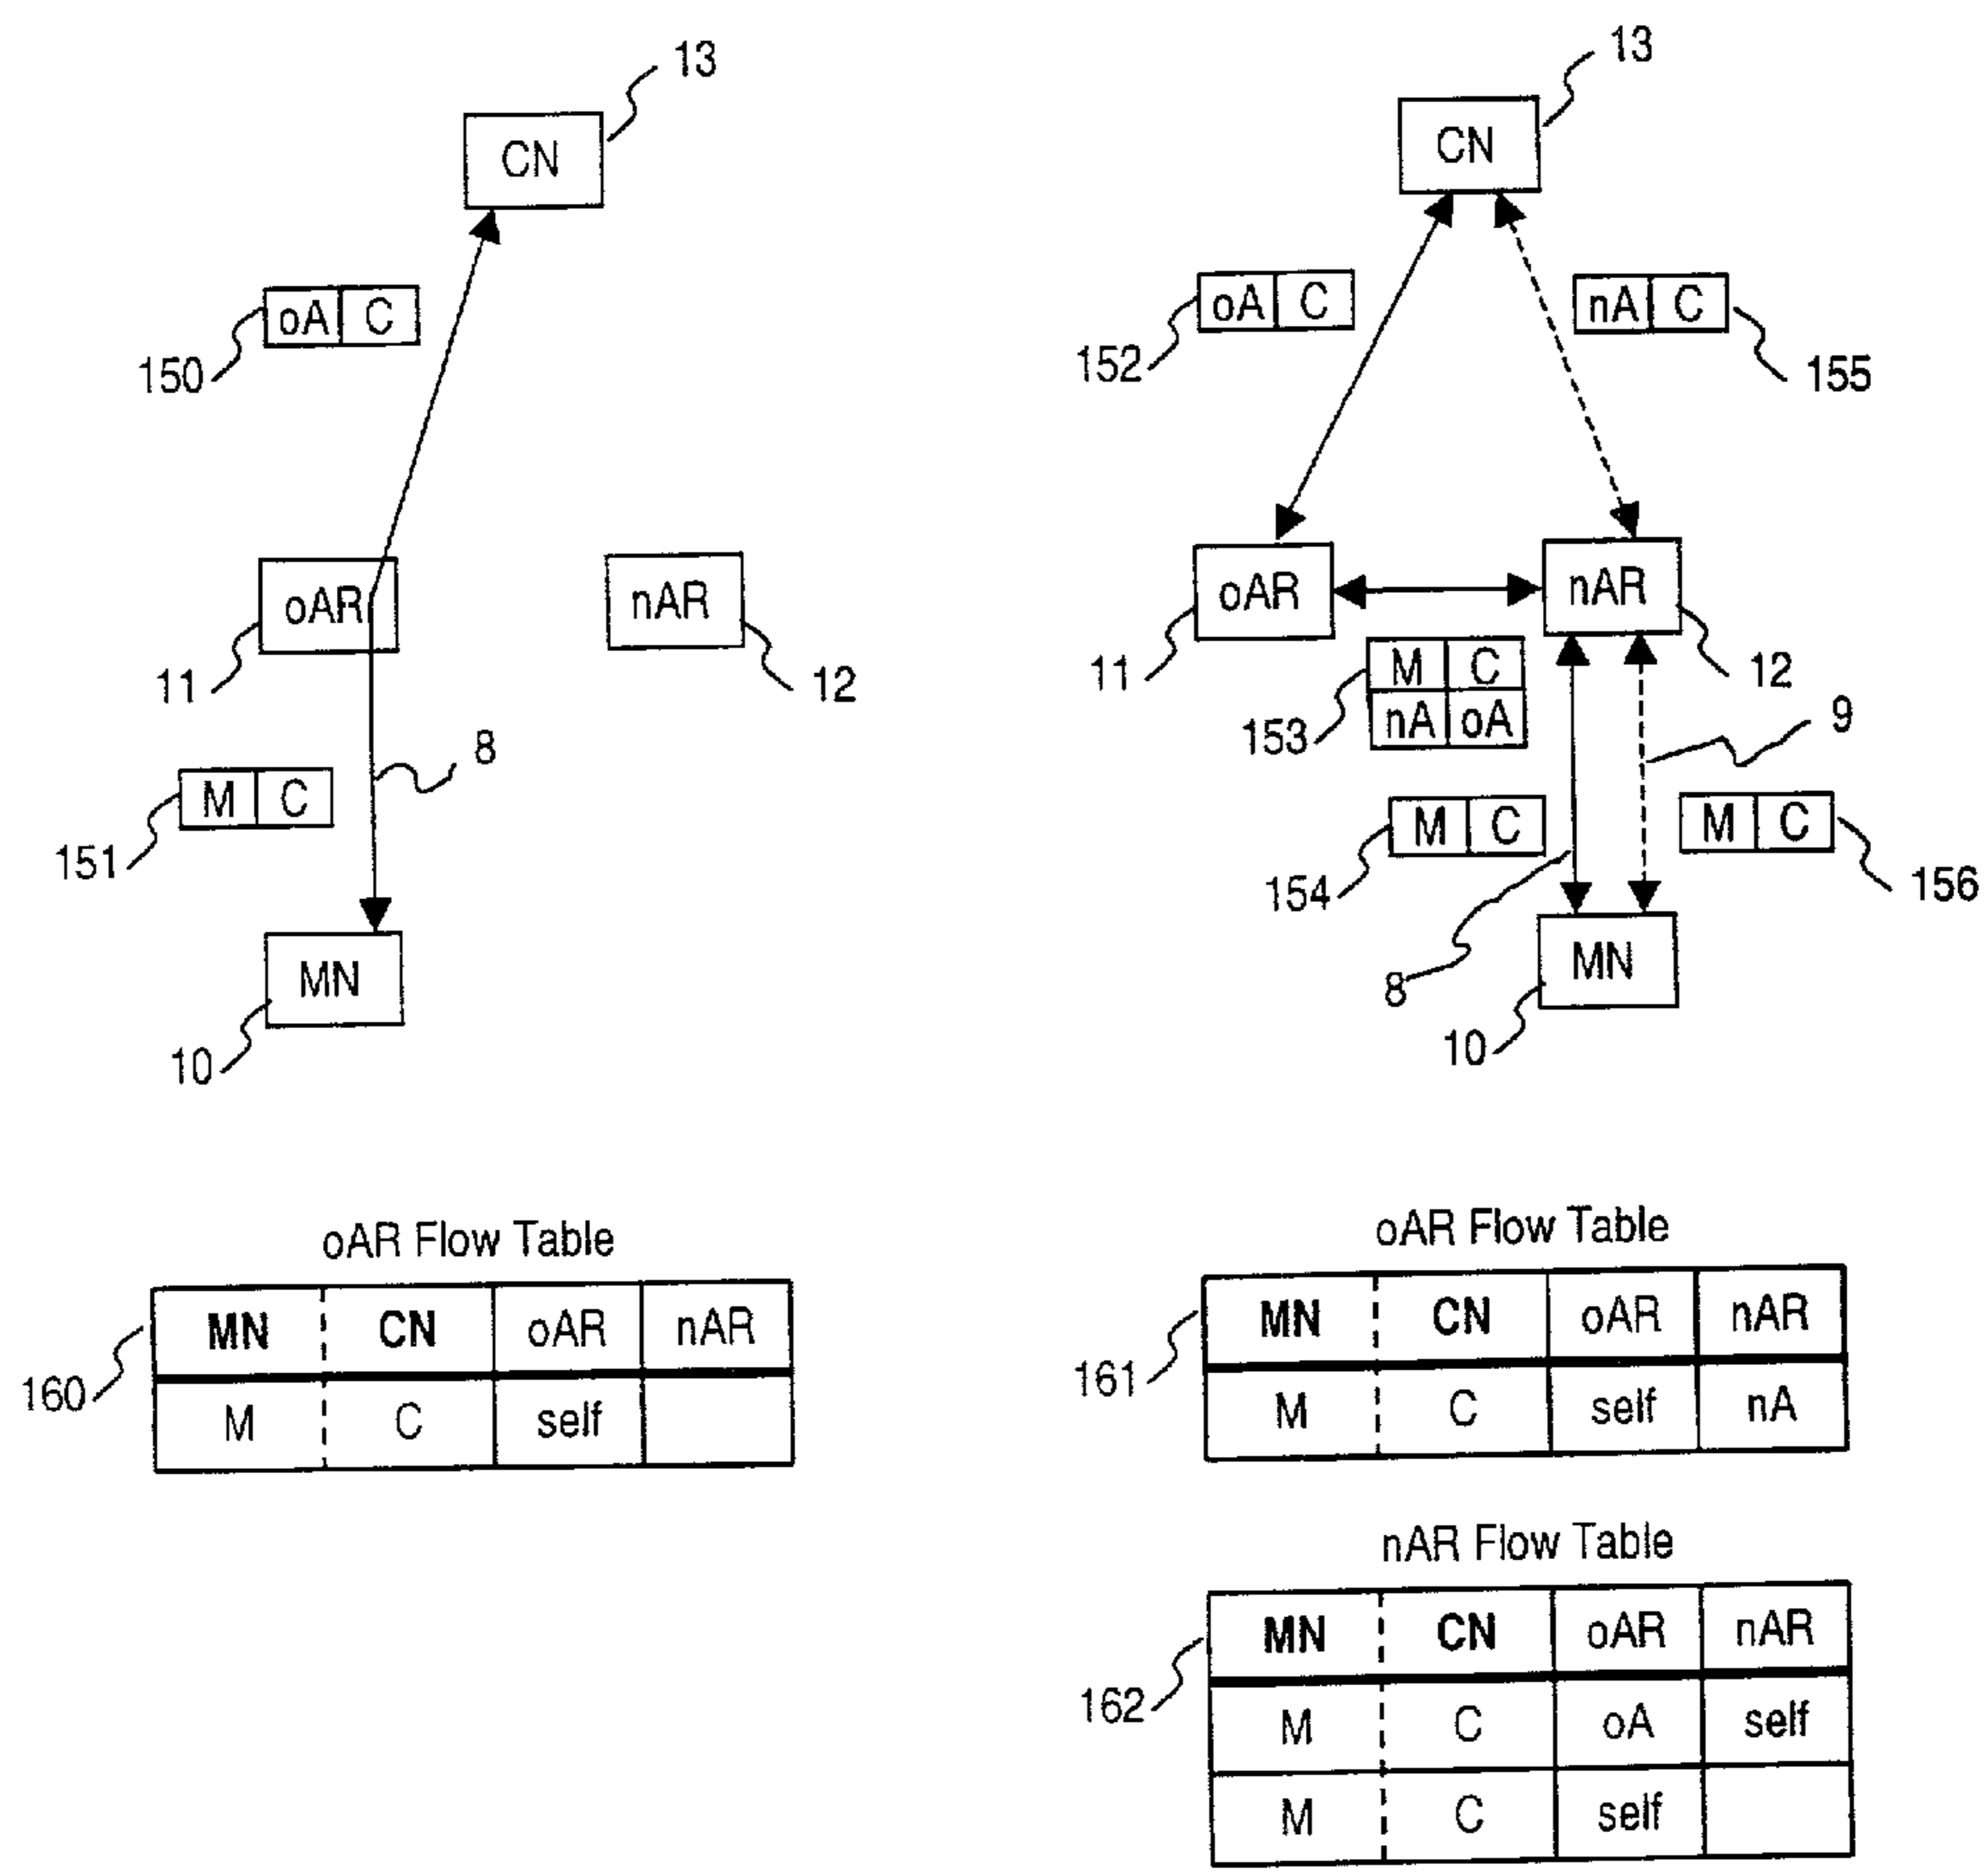 13
CN
oA C
150
oAR
nAR
11
12
8
M C
151
MN
10
oAR Flow Table
MN CN oAR nAR
160
M C self
13
CN
oA C
nA C
152
155
oAR
nAR
11
12
M C
nA oA
153
9
M C
M C
154
156
8
MN
10
oAR Flow Table
MN CN oAR nAR
161
M C self nA
nAR Flow Table
MN CN oAR nAR
162
M C oA self
M C self